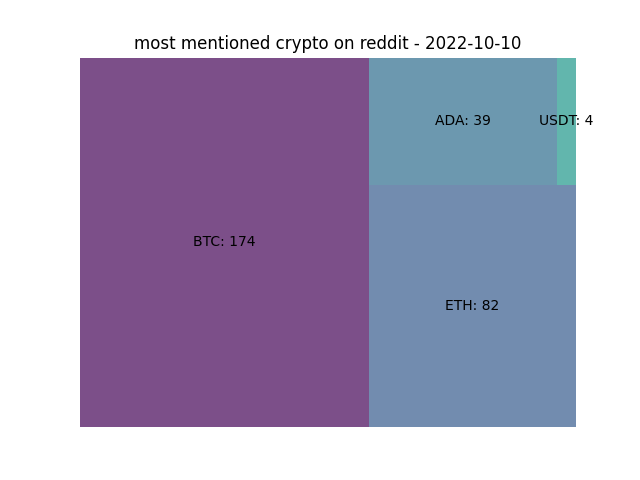 most mentioned crypto on reddit - 2022-10-10
ADA: 39
USDT: 4
BTC: 174
ETH: 82